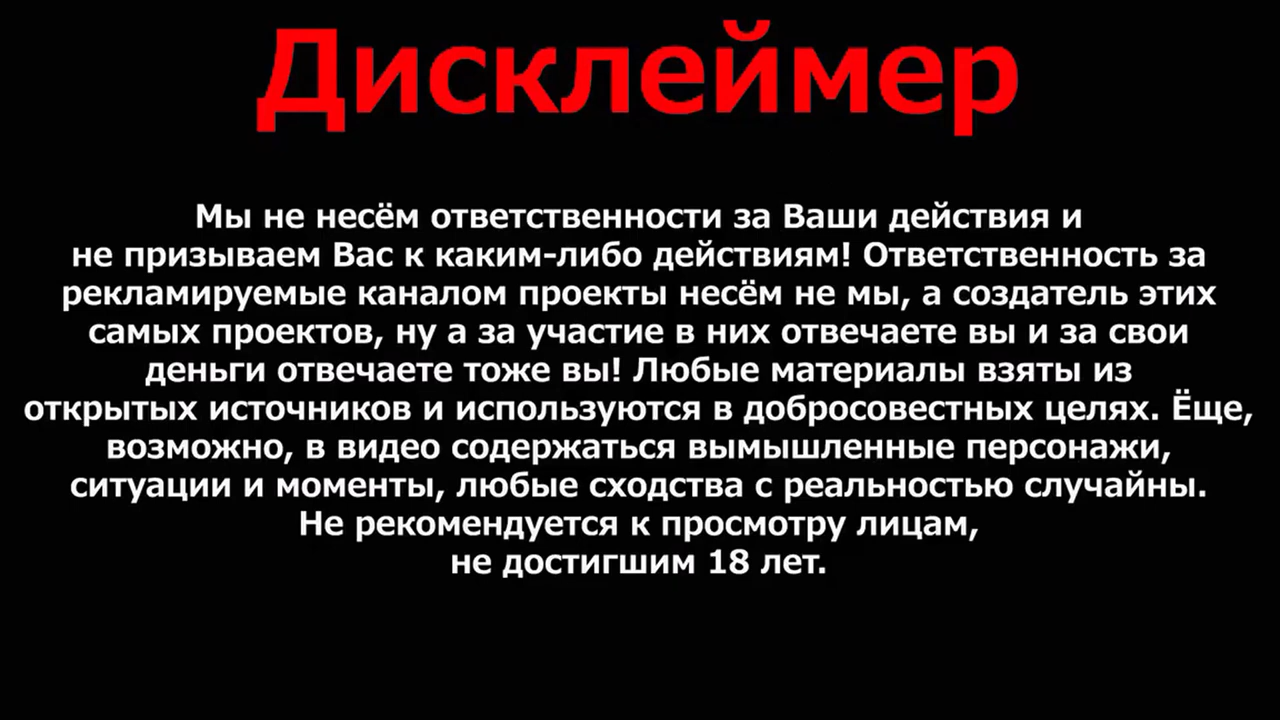 Дисклеймер
Мы не несём ответственности за Ваши действия и
не призываем Вас к каким-либо действиям! Ответственность за
рекламируемые каналом проекты несём не мы, а создатель этих
самых проектов, ну а за участие в них отвечаете вы и за свои
деньги отвечаете тоже вы! Любые материалы взяты из
открытых источников и используются в добросовестных целях. Ёще,
возможно, в видео содержаться вымышленные персонажи,
ситуации и моменты, любые сходства с реальностью случайны.
Не рекомендуется к просмотру лицам,
не достигшим 18 лет.